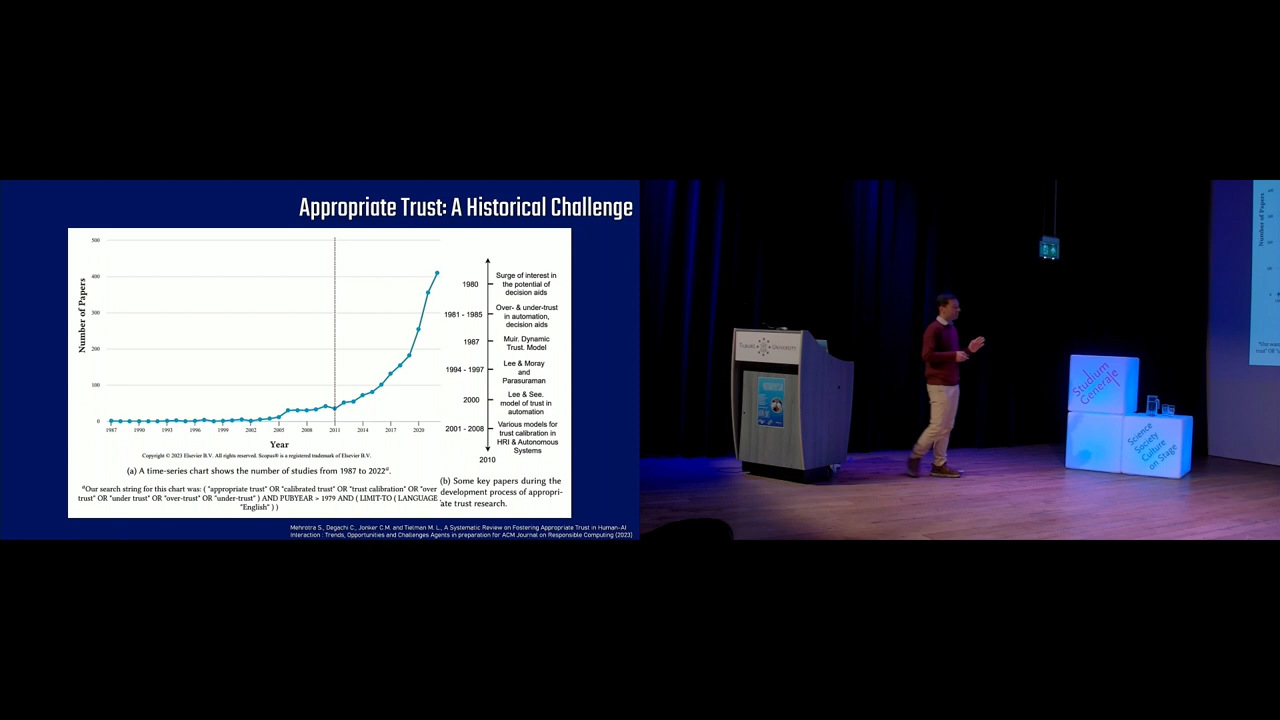 Appropriate Trust: A Historical Challenge
500
400
300
200
100
0
Number of Papers
1987
1990
1993
1996
1999
2002
2005
2008
2011
2014
2017
2020
Year
Copyright © 2023 Elsevier B.V. All rights reserved. Scopus® is a registered trademark of Elsevier B.V.
(a) A time-series chart shows the number of studies from 1987 to 2022ᵃ.
ᵃOur search string for this chart was: ( "appropriate trust" OR "calibrated trust" OR "trust calibration" OR "over
trust" OR "under trust" OR "over-trust" OR "under-trust" ) AND PUBYEAR > 1979 AND ( LIMIT-TO ( LANGUAGE ,
"English" ) )
1980
Surge of interest in
the potential of
decision aids
1981 - 1985
Over- & under-trust
in automation,
decision aids
1987
Muir. Dynamic
Trust. Model
1994 - 1997
Lee & Moray
and
Parasuraman
2000
Lee & See.
model of trust in
automation
2001 - 2008
Various models for
trust calibration in
HRI & Autonomous
Systems
2010
(b) Some key papers during the
development process of appropri-
ate trust research.
Mehrotra S., Degachi C., Jonker C.M. and Tielman M. L., A Systematic Review on Fostering Appropriate Trust in Human-AI
Interaction : Trends, Opportunities and Challenges Agents in preparation for ACM Journal on Responsible Computing (2023)
Tilburg University
Studium
Generale
Science
Society
Culture
on Stage
Number of Papers